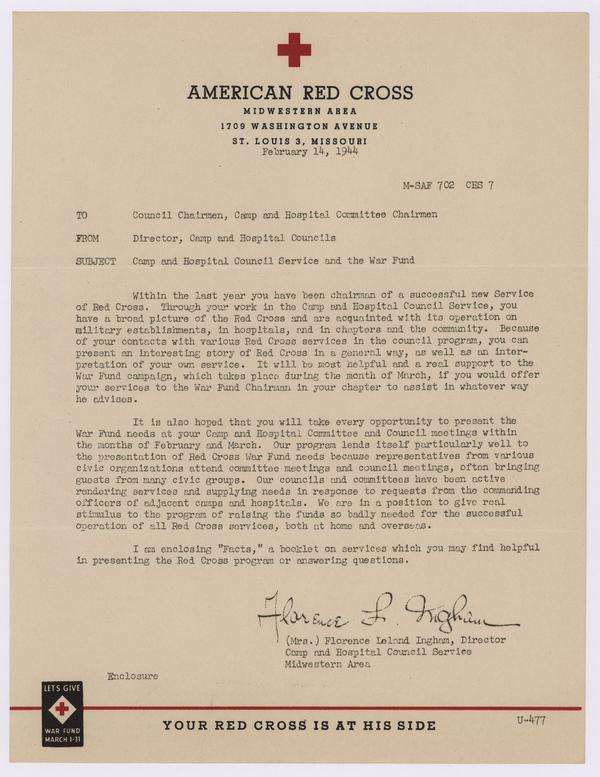 AMERICAN RED CROSS
MIDWESTERN AREA
1709 WASHINGTON AVENUE
ST. LOUIS 3, MISSOURI
February 14, 1944
M-SAF 702 CHS 7
TO Council Chairmen, Camp and Hospital Committee Chairmen
FROM Director, Camp and Hospital Councils
SUBJECT Camp and Hospital Council Service and the War Fund
Within the last year you have been chairman of a successful new Service
of Red Cross. Through your work in the Camp and Hospital Council Service, you
have a broad picture of the Red Cross and are acquainted with its operation on
military establishments, in hospitals, and in chapters and the community. Because
of your contacts with various Red Cross services in the council program, you can
present an interesting story of Red Cross in a general way, as well as an inter-
pretation of your own service. It will be most helpful and a real support to the
War Fund campaign, which takes place during the month of March, if you would offer
your services to the War Fund Chairman in your chapter to assist in whatever way
he advises.
It is also hoped that you will take every opportunity to present the
War Fund needs at your Camp and Hospital Committee and Council meetings within
the months of February and March. Our program lends itself particularly well to
the presentation of Red Cross War Fund needs because representatives from various
civic organizations attend committee meetings and council meetings, often bringing
guests from many civic groups. Our councils and committees have been active
rendering services and supplying needs in response to requests from the commanding
officers of adjacent camps and hospitals. We are in a position to give real
stimulus to the program of raising the funds so badly needed for the successful
operation of all Red Cross services, both at home and overseas.
I am enclosing "Facts," a booklet on services which you may find helpful
in presenting the Red Cross program or answering questions.
Florence L. Ingham
(Mrs.) Florence Leland Ingham, Director
Camp and Hospital Council Service
Midwestern Area
Enclosure
LET'S GIVE
WAR FUND
MARCH 1-31
YOUR RED CROSS IS AT HIS SIDE
U-477